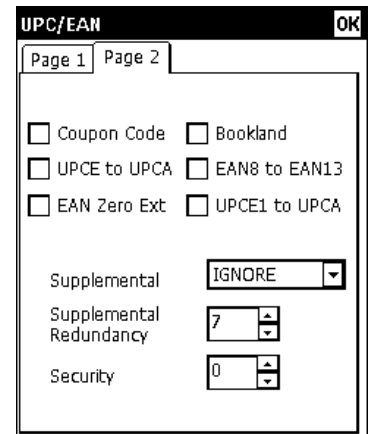 UPC/EAN OK
Page 1 Page 2
Coupon Code Bookland
UPCE to UPCA EAN8 to EAN13
EAN Zero Ext UPCE1 to UPCA
Supplemental IGNORE
Supplemental
Redundancy 7
Security 0